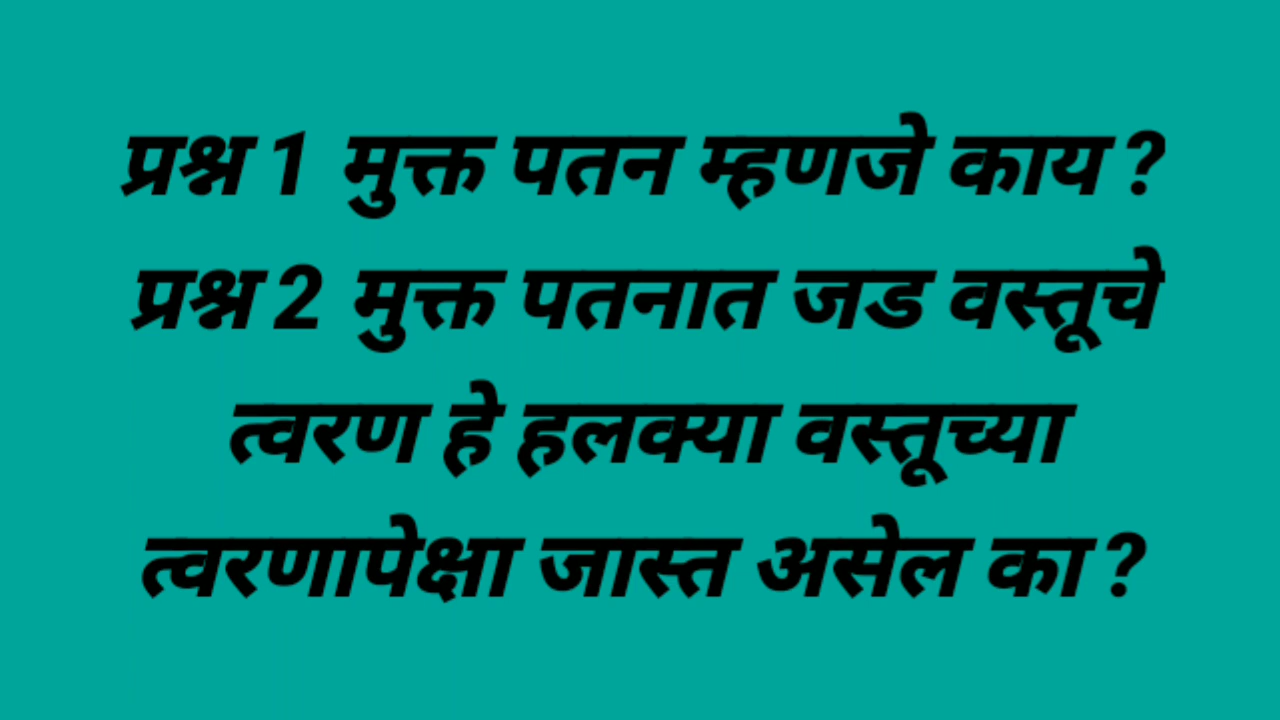 प्रश्न 1 मुक्त पतन म्हणजे काय ?
प्रश्न 2 मुक्त पतनात जड वस्तूचे
त्वरण हे हलक्या वस्तूच्या
त्वरणापेक्षा जास्त असेल का ?